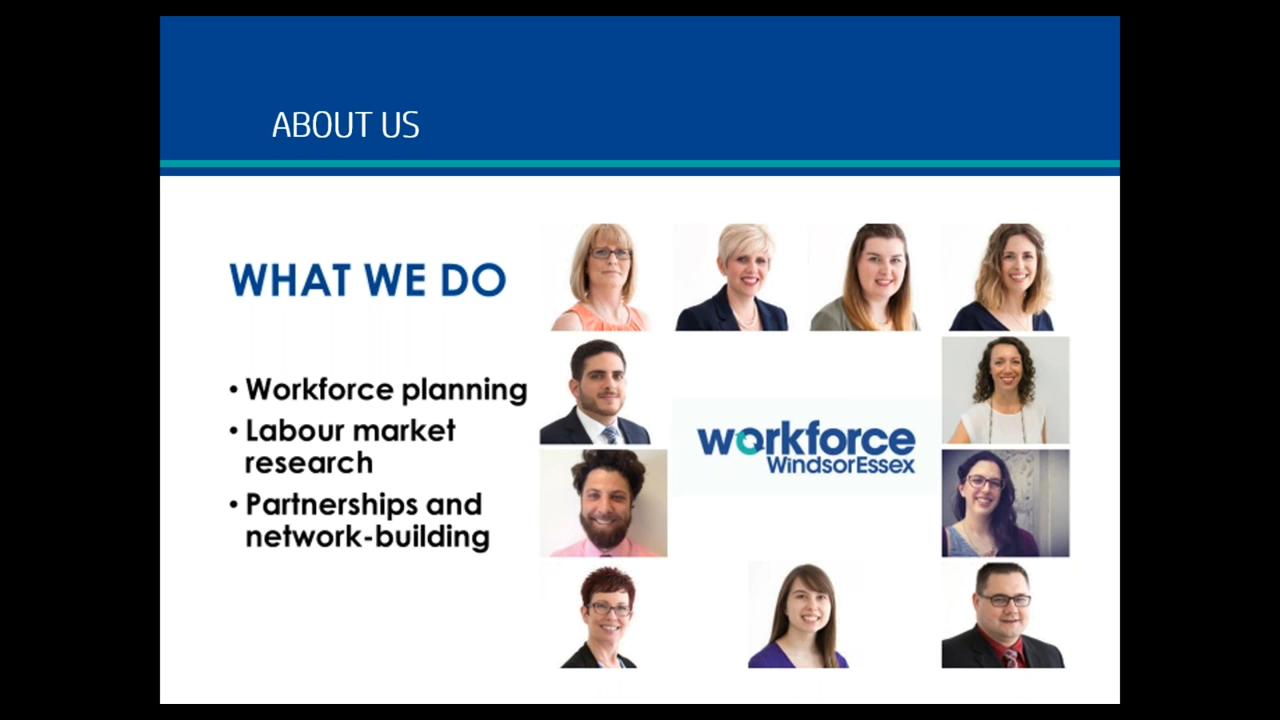 ABOUT US
WHAT WE DO
• Workforce planning
• Labour market
research
• Partnerships and
network-building
workforce
WindsorEssex